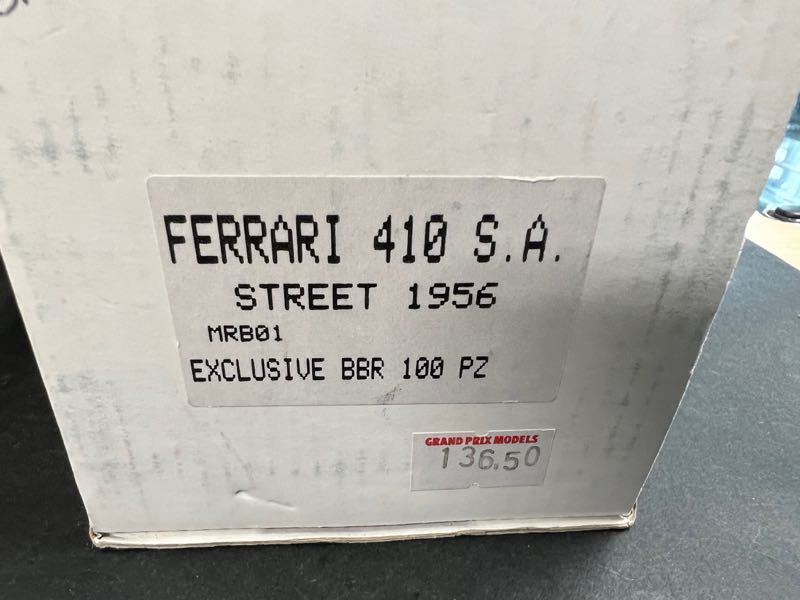 FERRARI 410 S.A.
STREET 1956
MRB01
EXCLUSIVE BBR 100 PZ
GRAND PRIX MODELS
136.50